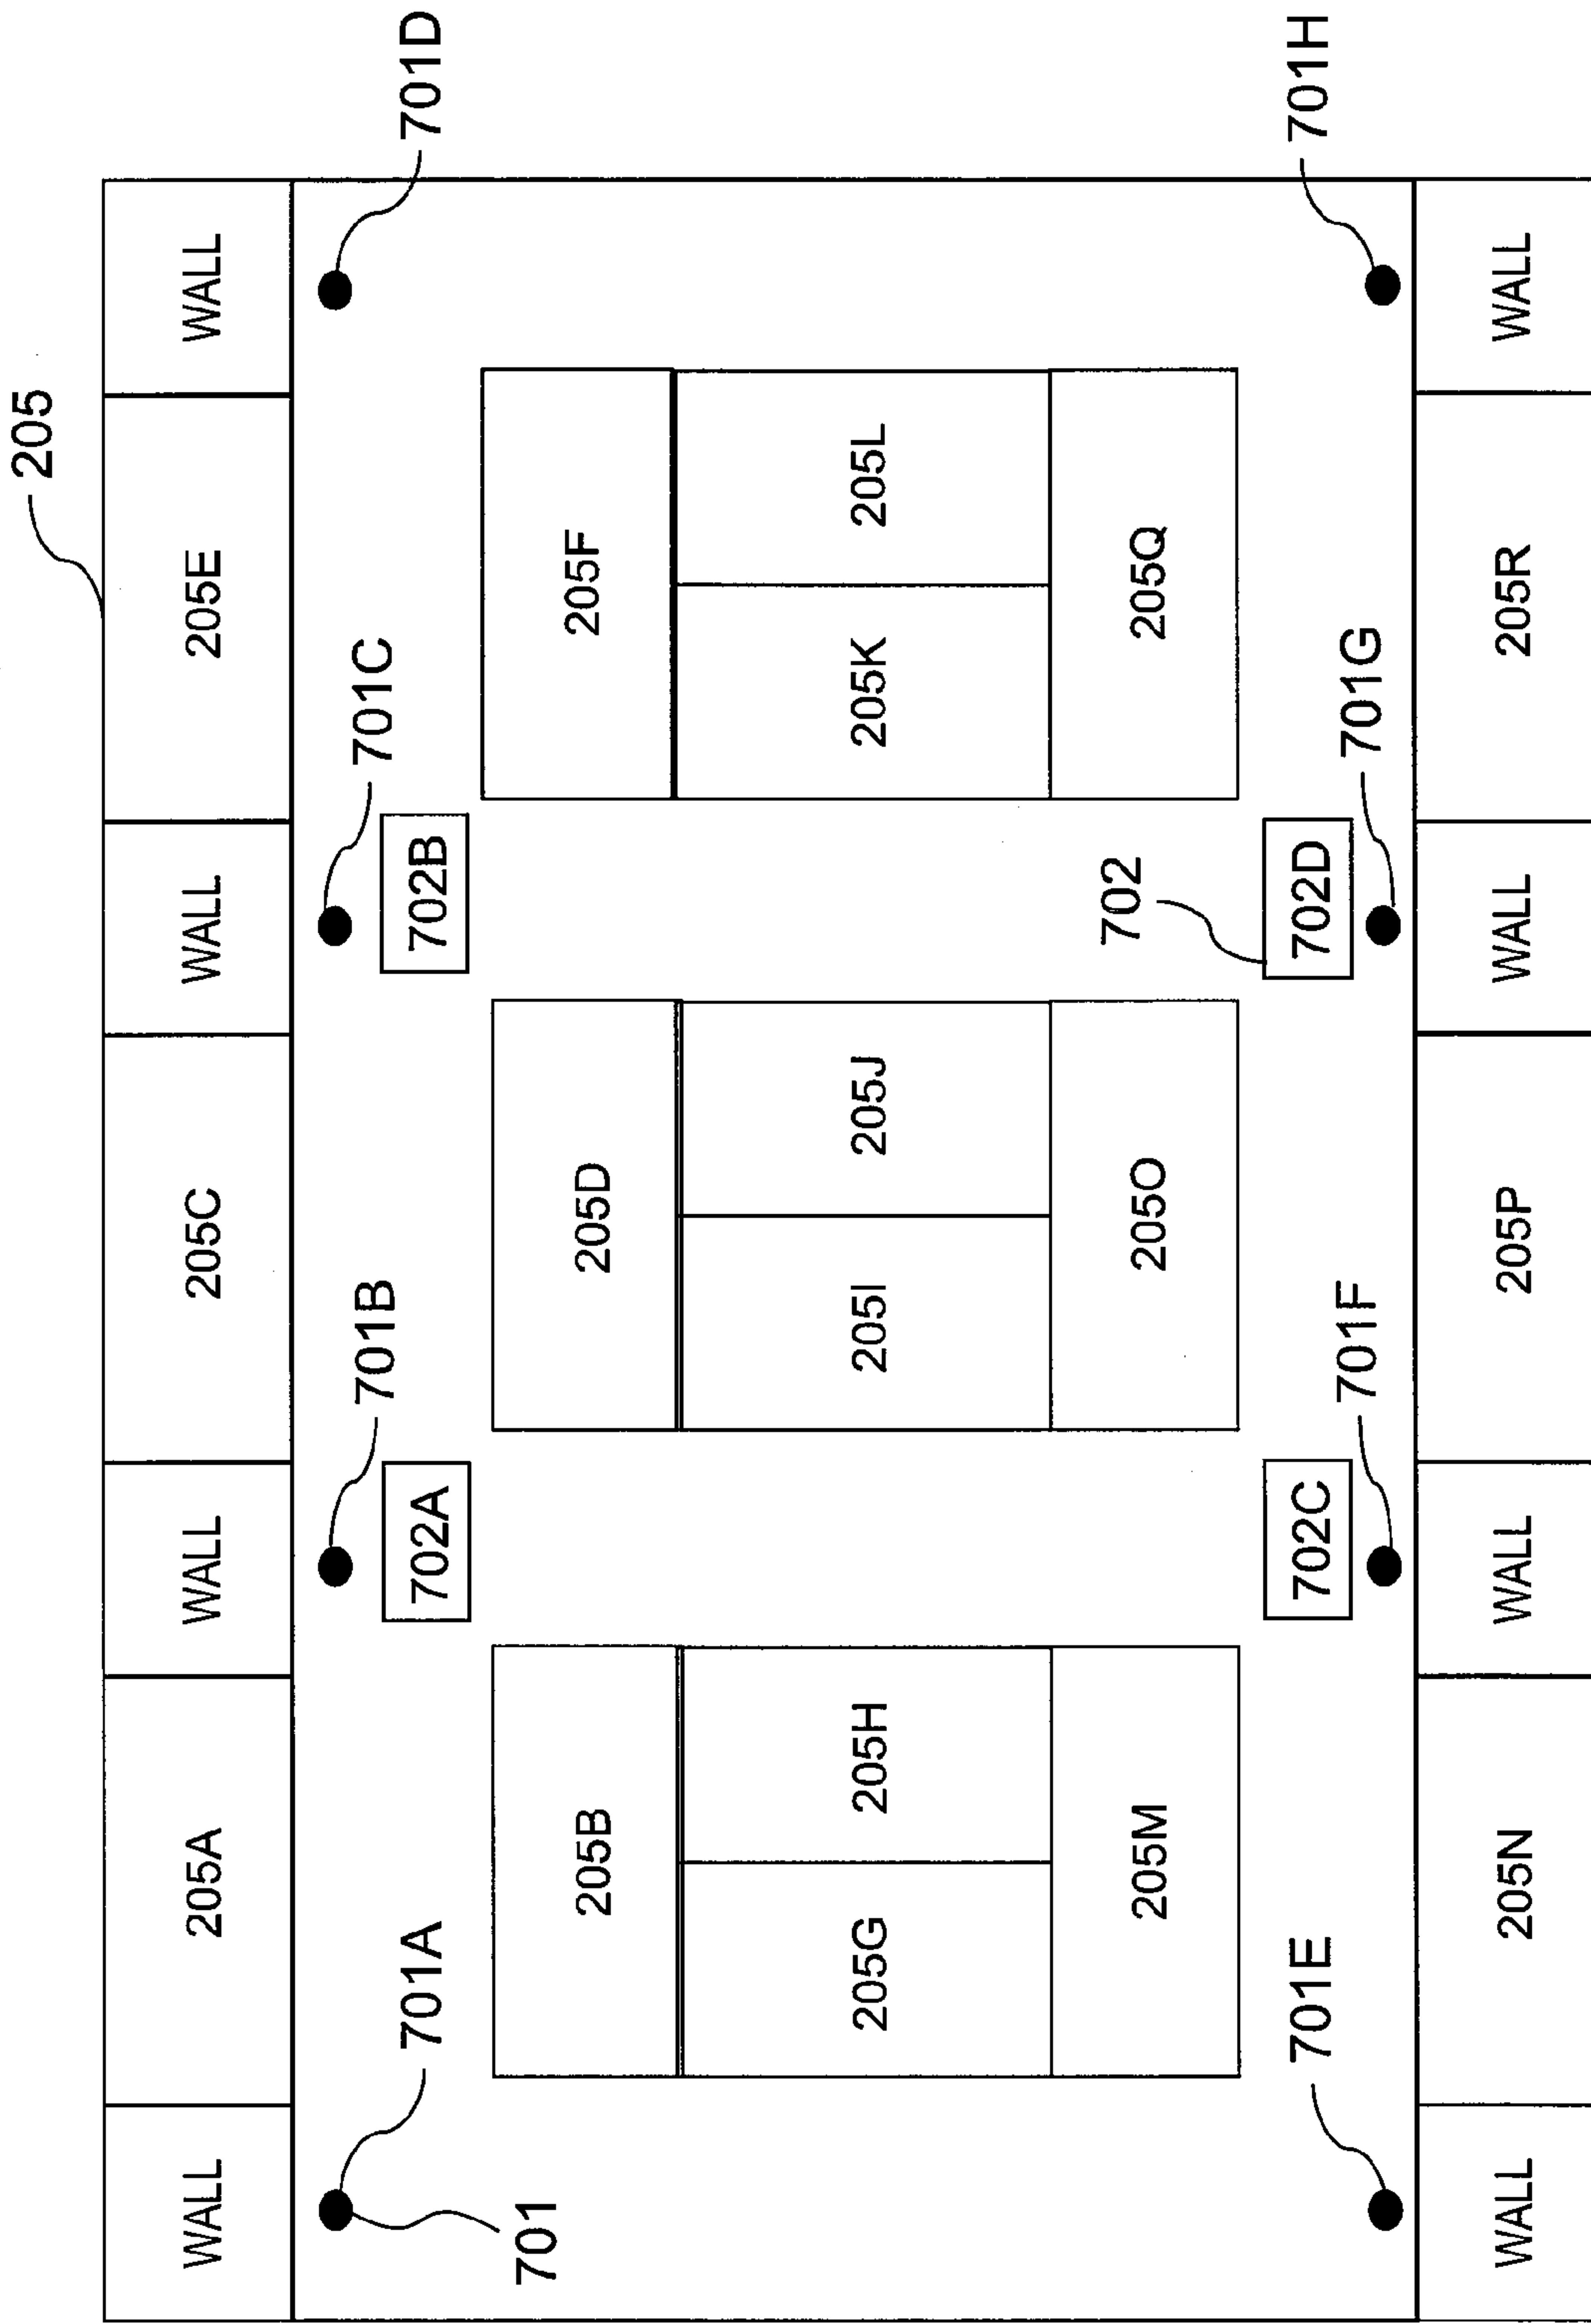 205
WALL 205A WALL 205C WALL 205E WALL
701A 701B 701C 701D
702A 702B
701
205B 205D 205F
205G 205H 205I 205J 205K 205L
702
205M 205O 205Q
701E 702C 702D 701H
701F 701G
WALL 205N WALL 205P WALL 205R WALL